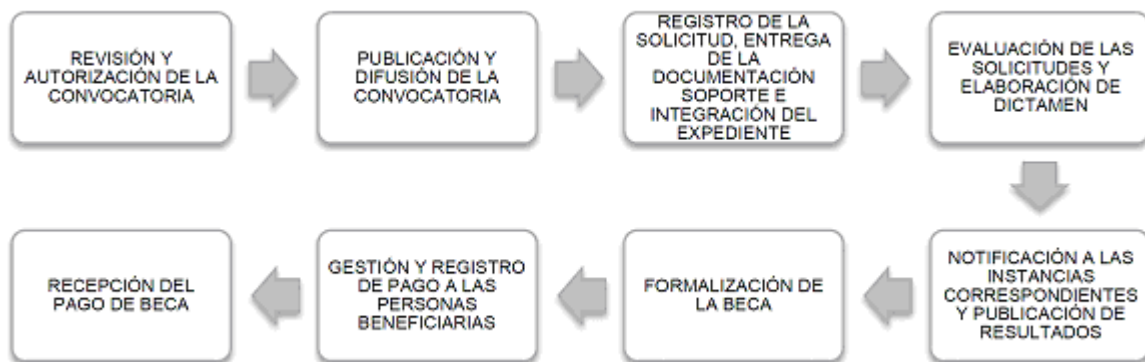 REVISIÓN Y
AUTORIZACIÓN DE LA
CONVOCATORIA
PUBLICACIÓN Y
DIFUSIÓN DE LA
CONVOCATORIA
REGISTRO DE LA
SOLICITUD, ENTREGA
DE LA
DOCUMENTACIÓN
SOPORTE E
INTEGRACIÓN DEL
EXPEDIENTE
EVALUACIÓN DE LAS
SOLICITUDES Y
ELABORACIÓN DE
DICTAMEN
NOTIFICACIÓN A LAS
INSTANCIAS
CORRESPONDIENTES
Y PUBLICACIÓN DE
RESULTADOS
FORMALIZACIÓN DE
LA BECA
GESTIÓN Y REGISTRO
DE PAGO A LAS
PERSONAS
BENEFICIARIAS
RECEPCIÓN DEL
PAGO DE BECA